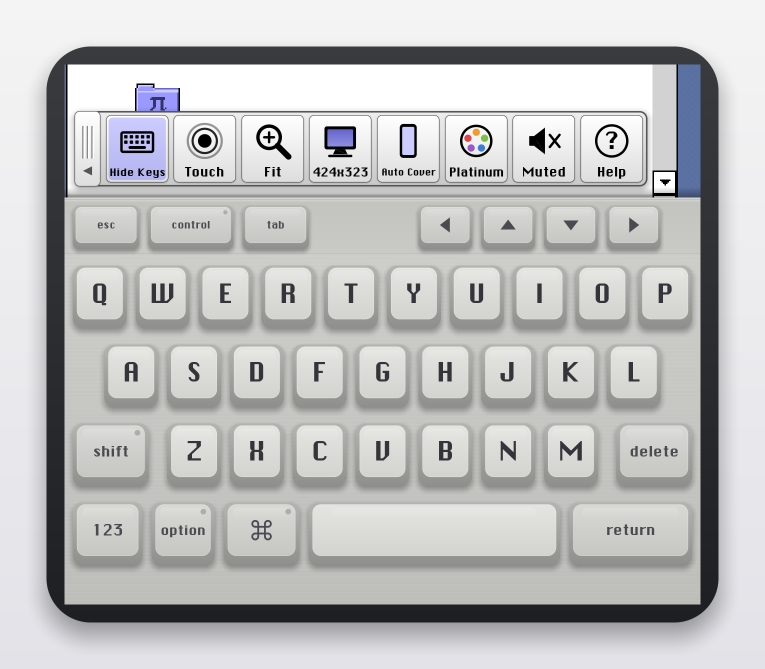 π
Hide Keys Touch Fit 424x323 Auto Cover Platinum Muted Help
esc control tab
Q W E R T Y U I O P
A S D F G H J K L
shift Z X C V B N M delete
123 option ⌘ return